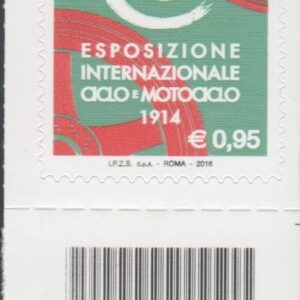 ESPOSIZIONE
INTERNAZIONALE
CICLO E MOTOCICLO
1914
€ 0,95
I.P.Z.S. S.p.A. - ROMA - 2016